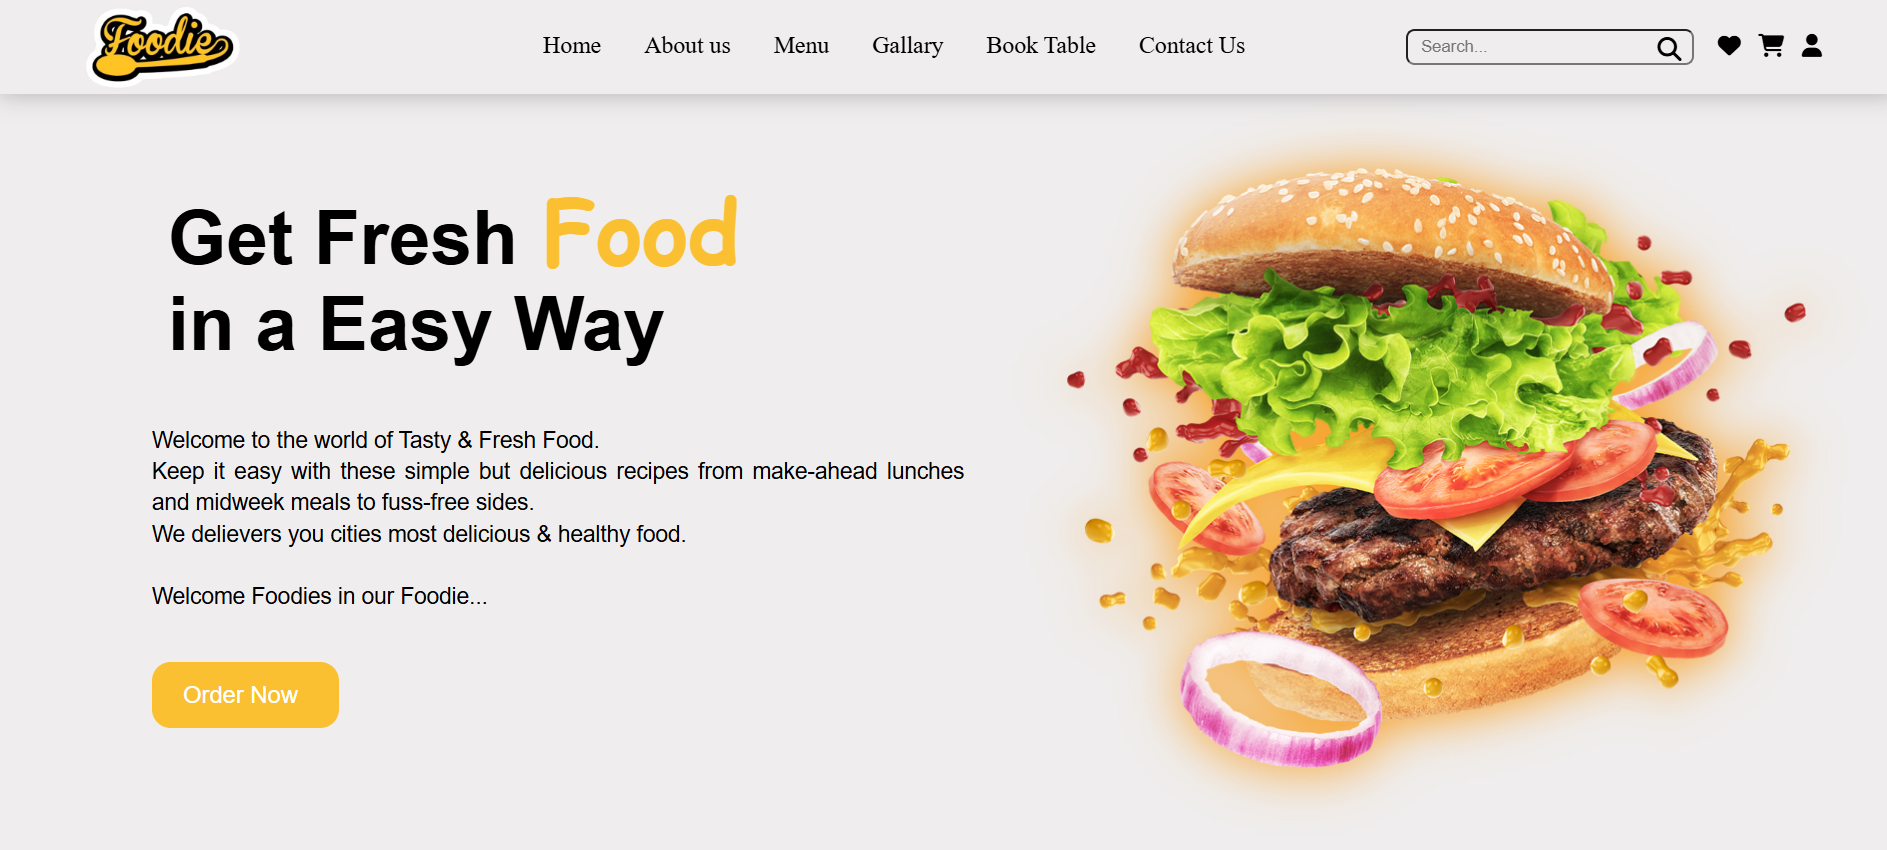 Foodie
Home About us Menu Gallary Book Table Contact Us
Search...
Get Fresh Food
in a Easy Way
Welcome to the world of Tasty & Fresh Food.
Keep it easy with these simple but delicious recipes from make-ahead lunches
and midweek meals to fuss-free sides.
We delievers you cities most delicious & healthy food.
Welcome Foodies in our Foodie...
Order Now